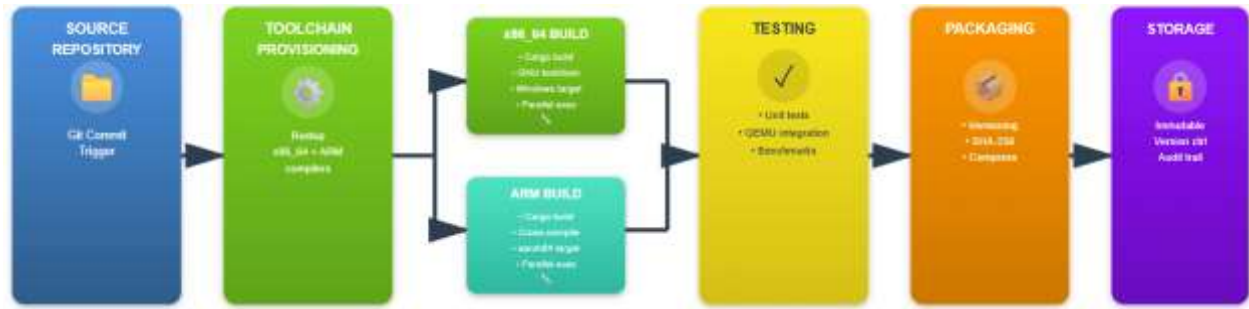 SOURCE
REPOSITORY
Git Commit
Trigger
TOOLCHAIN
PROVISIONING
Rustup
x86_64 + ARM
compilers
x86_64 BUILD
• Cargo build
• GNU toolchain
• Windows target
• Parallel exec
ARM BUILD
• Cargo build
• Cross-compile
• aarch64 target
• Parallel exec
TESTING
• Unit tests
• QEMU integration
• Benchmarks
PACKAGING
• Versioning
• SHA-256
• Compress
STORAGE
Immutable
Version ctrl
Audit trail